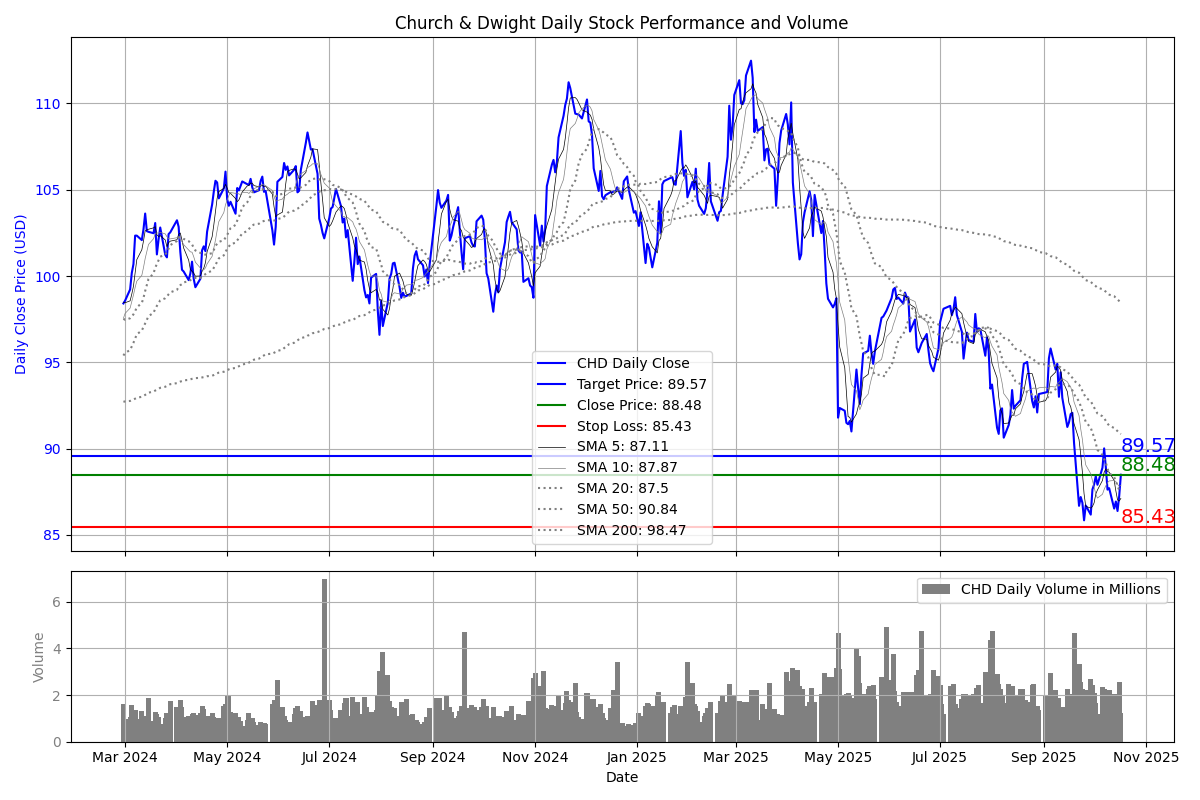 Church & Dwight Daily Stock Performance and Volume
Daily Close Price (USD)
110
105
100
95
90
85
CHD Daily Close
Target Price: 89.57
Close Price: 88.48
Stop Loss: 85.43
SMA 5: 87.11
SMA 10: 87.87
SMA 20: 87.5
SMA 50: 90.84
SMA 200: 98.47
89.57
88.48
85.43
Volume
6
4
2
0
CHD Daily Volume in Millions
Mar 2024 May 2024 Jul 2024 Sep 2024 Nov 2024 Jan 2025 Mar 2025 May 2025 Jul 2025 Sep 2025 Nov 2025
Date